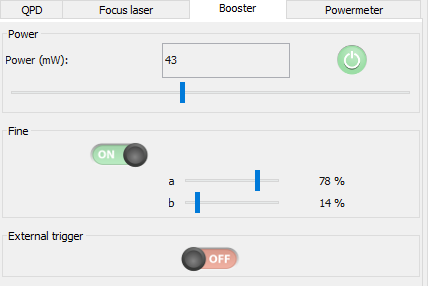 QPD Focus laser Booster Powermeter
Power
Power (mW): 43
Fine
ON
a 78 %
b 14 %
External trigger
OFF